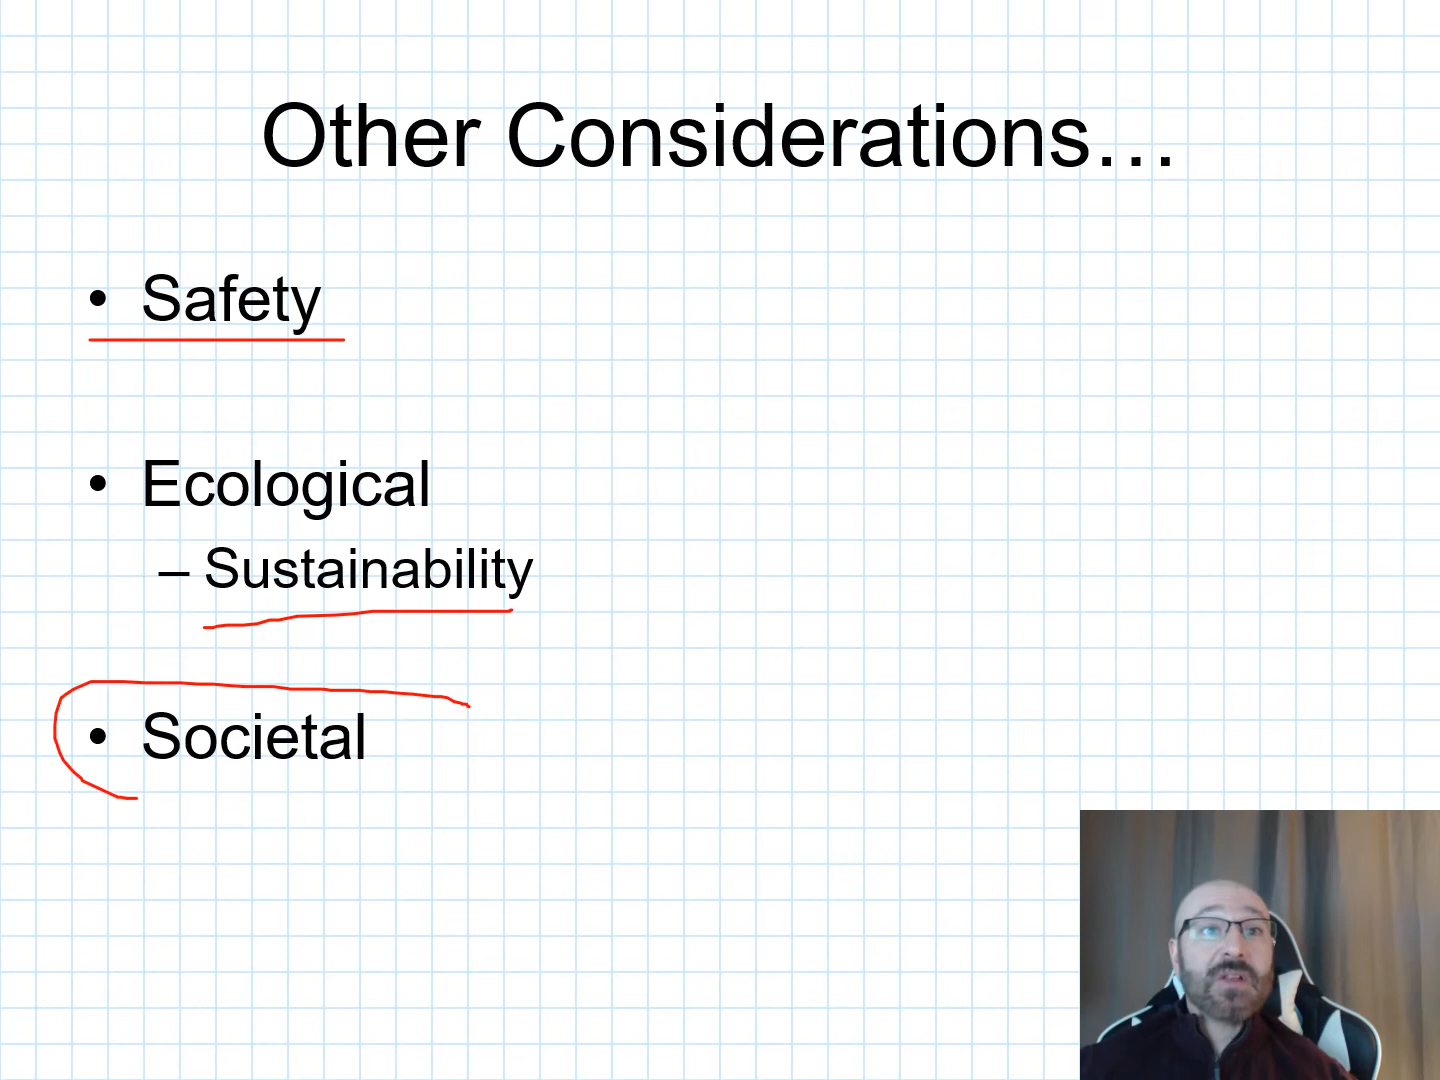 Other Considerations…
• Safety
• Ecological
– Sustainability
• Societal